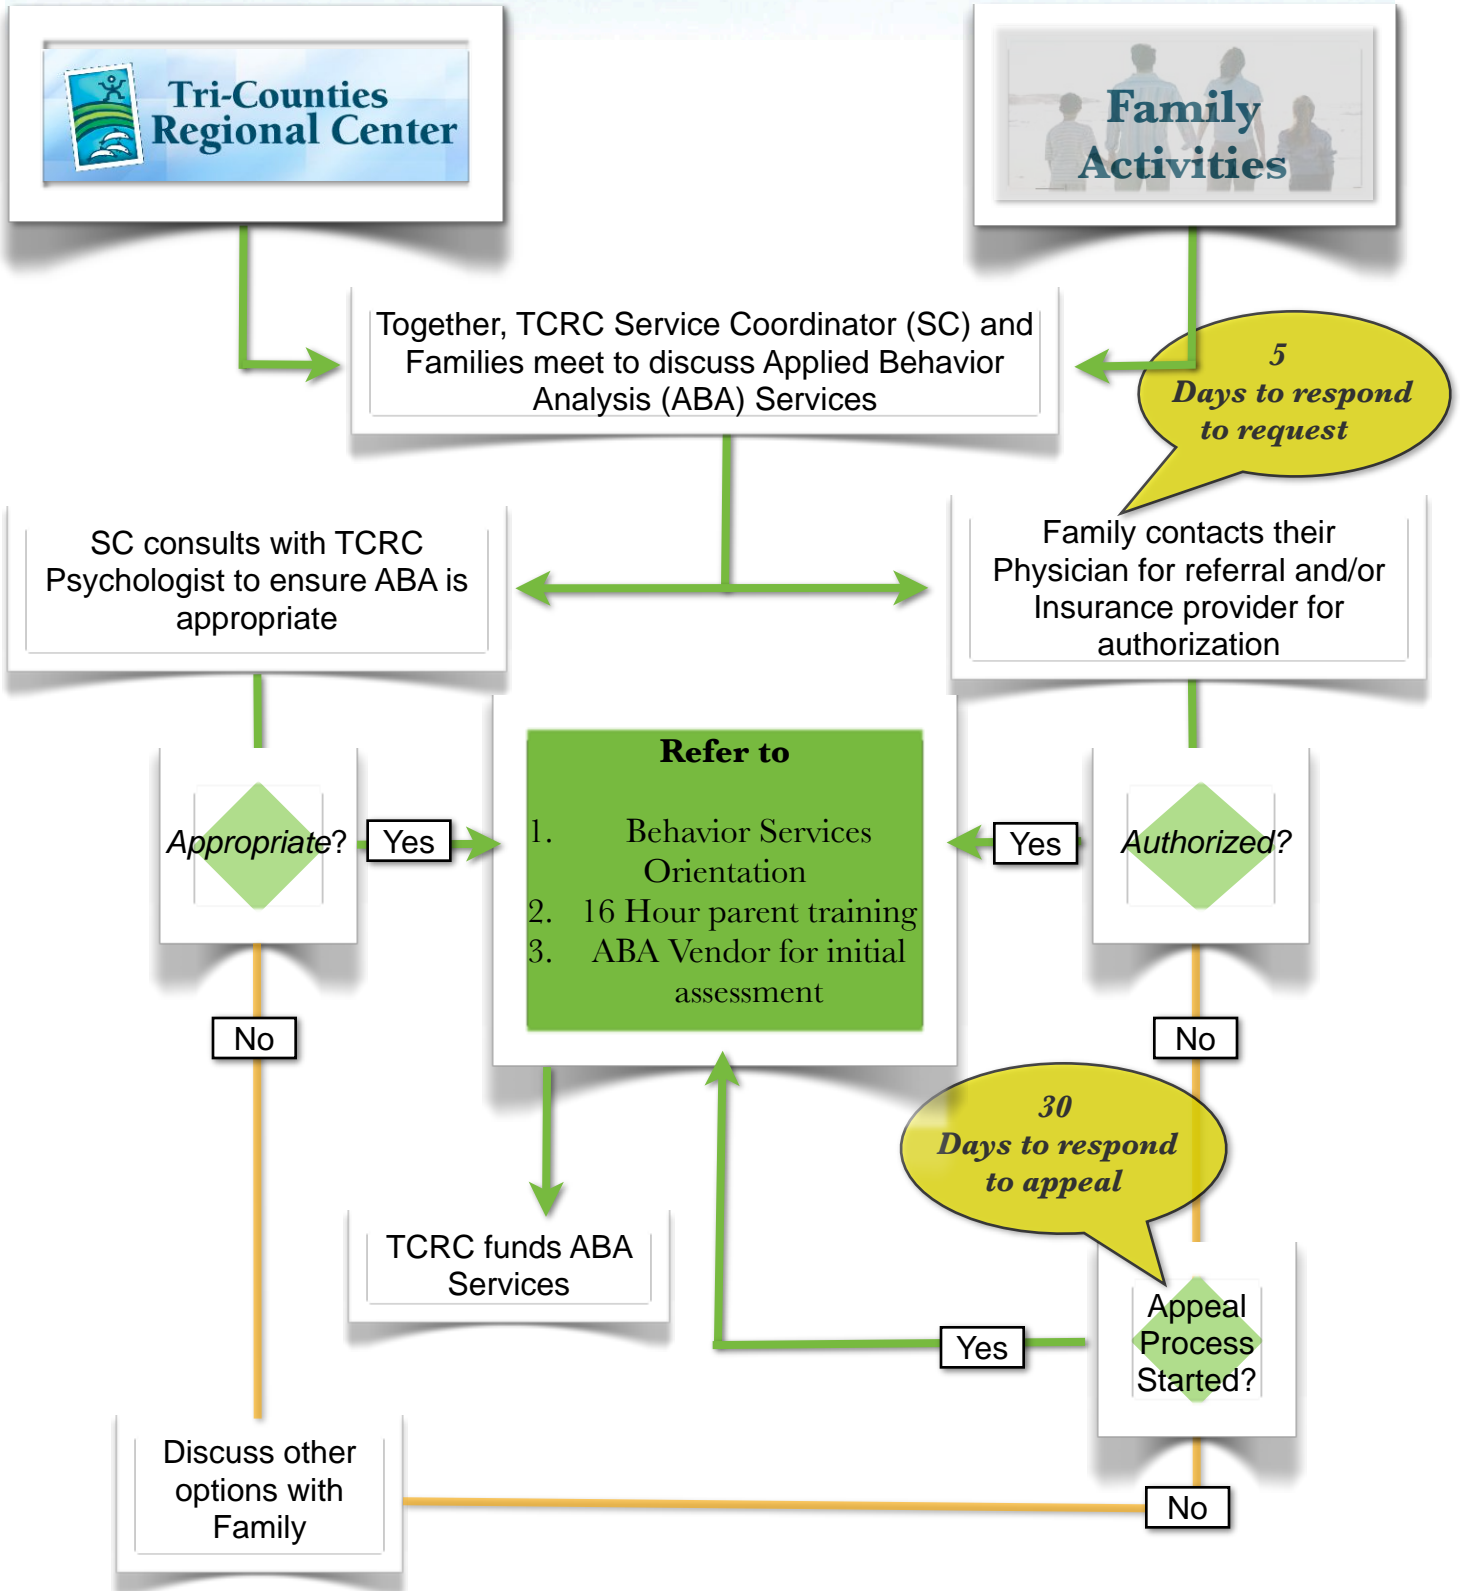 Tri-Counties
Regional Center
Family
Activities
Together, TCRC Service Coordinator (SC) and
Families meet to discuss Applied Behavior
Analysis (ABA) Services
5
Days to respond
to request
SC consults with TCRC
Psychologist to ensure ABA is
appropriate
Family contacts their
Physician for referral and/or
Insurance provider for
authorization
Refer to
1. Behavior Services
Orientation
2. 16 Hour parent training
3. ABA Vendor for initial
assessment
Appropriate?
Yes
Yes
Authorized?
No
No
30
Days to respond
to appeal
TCRC funds ABA
Services
Appeal
Process
Started?
Yes
Discuss other
options with
Family
No